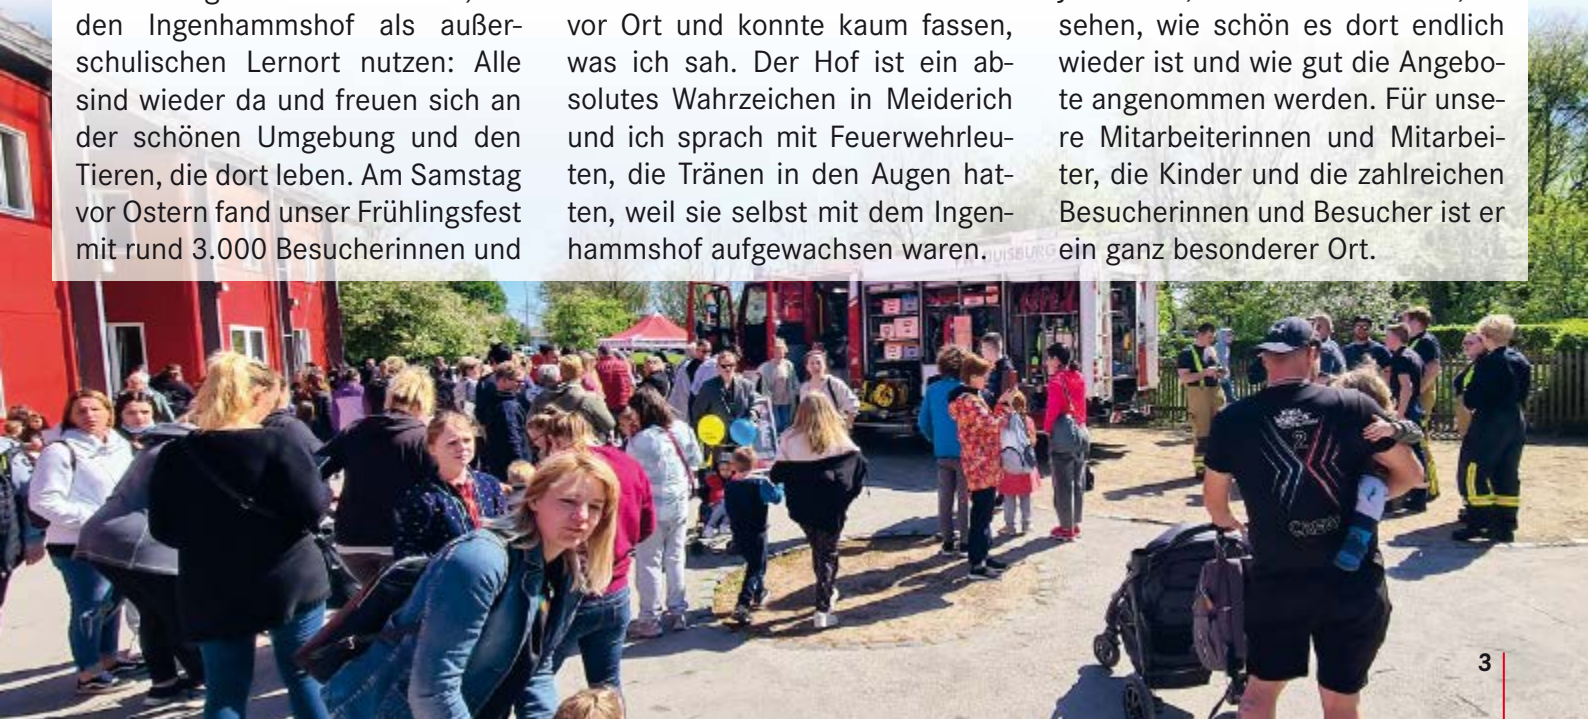 den Ingenhammshof als außer-
schulischen Lernort nutzen: Alle
sind wieder da und freuen sich an
der schönen Umgebung und den
Tieren, die dort leben. Am Samstag
vor Ostern fand unser Frühlingsfest
mit rund 3.000 Besucherinnen und
vor Ort und konnte kaum fassen,
was ich sah. Der Hof ist ein ab-
solutes Wahrzeichen in Meiderich
und ich sprach mit Feuerwehrleu-
ten, die Tränen in den Augen hat-
ten, weil sie selbst mit dem Ingen-
hammshof aufgewachsen waren.
sehen, wie schön es dort endlich
wieder ist und wie gut die Angebo-
te angenommen werden. Für unse-
re Mitarbeiterinnen und Mitarbei-
ter, die Kinder und die zahlreichen
Besucherinnen und Besucher ist er
ein ganz besonderer Ort.
DUISBURG
3